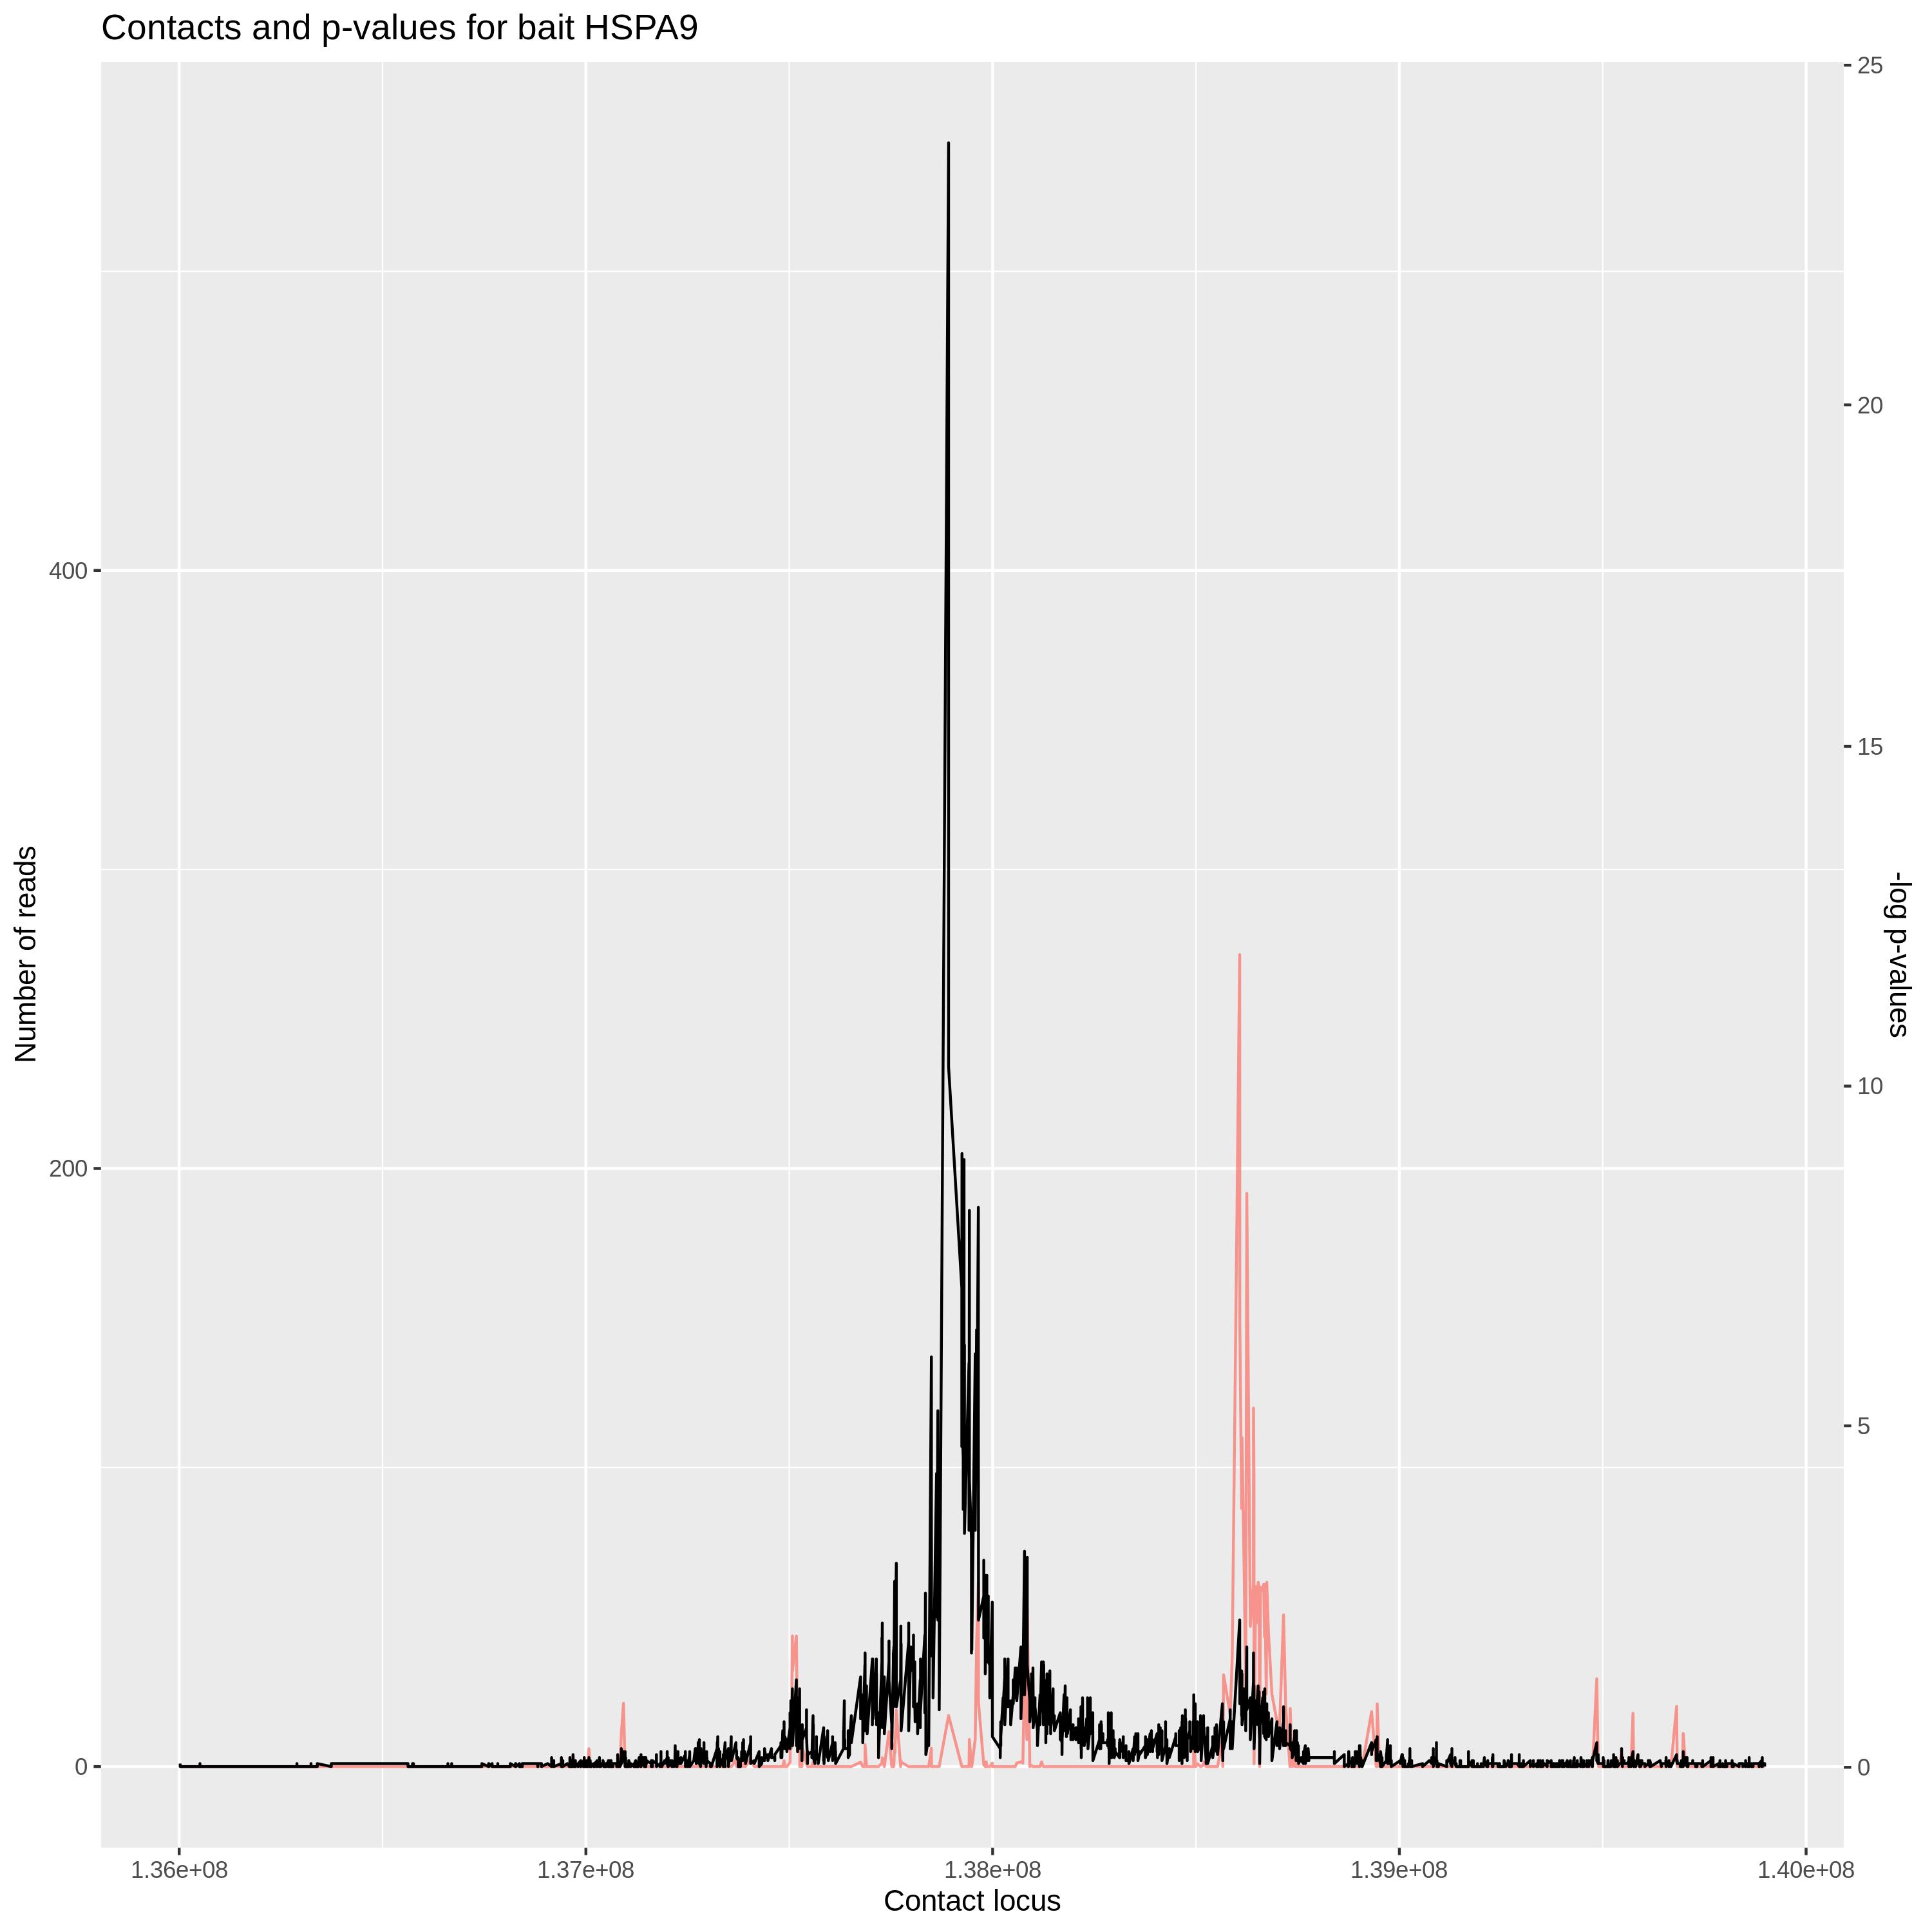 Contacts and p-values for bait HSPA9
25
20
400
15
Number of reads
-log p-values
10
200
5
0
0
1.36e+08
1.37e+08
1.38e+08
1.39e+08
1.40e+08
Contact locus